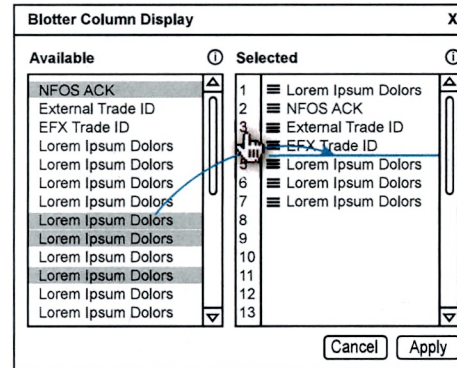 Blotter Column Display X
Available
NFOS ACK
External Trade ID
EFX Trade ID
Lorem Ipsum Dolors
Lorem Ipsum Dolors
Lorem Ipsum Dolors
Lorem Ipsum Dolors
Lorem Ipsum Dolors
Lorem Ipsum Dolors
Lorem Ipsum Dolors
Lorem Ipsum Dolors
Lorem Ipsum Dolors
Lorem Ipsum Dolors
Selected
1 Lorem Ipsum Dolors
2 NFOS ACK
3 External Trade ID
EFX Trade ID
5 Lorem Ipsum Dolors
6 Lorem Ipsum Dolors
7 Lorem Ipsum Dolors
8
9
10
11
12
13
Cancel Apply